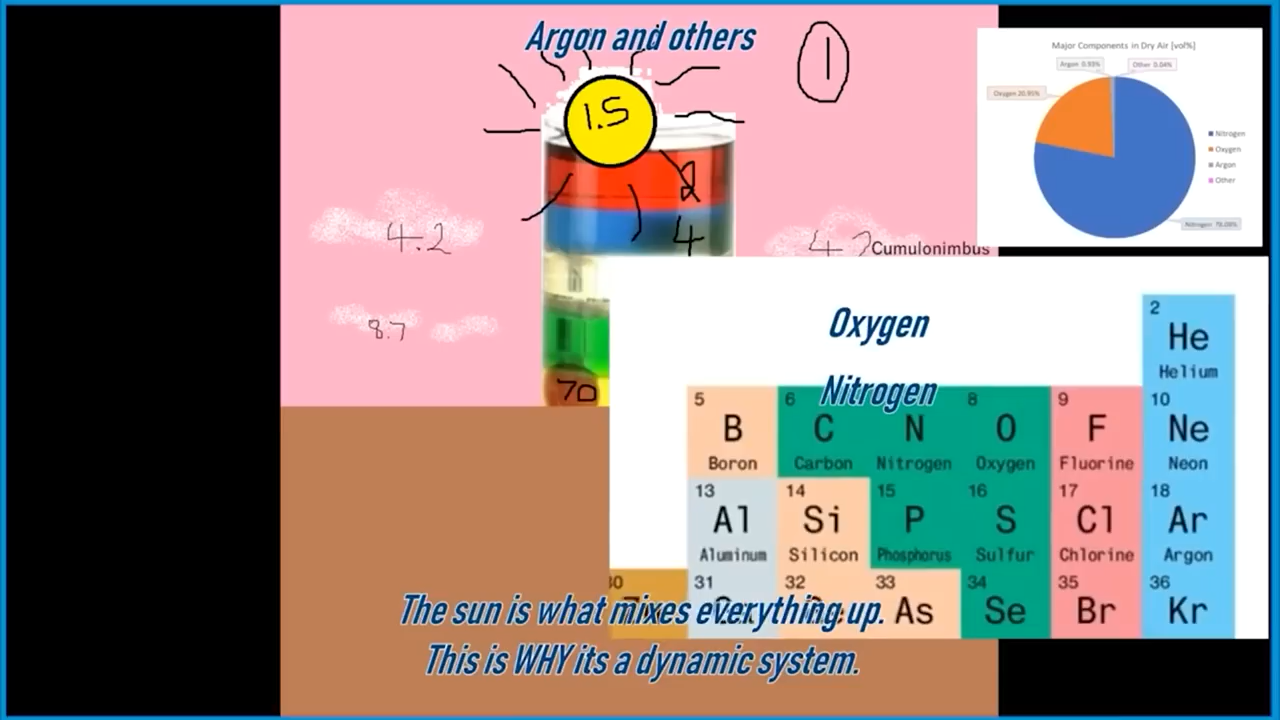 Argon and others
1
1.5
2
4
4.2
4.2
Cumulonimbus
8.7
70
Major Components in Dry Air [vol%]
Argon 0.93%
Other 0.04%
Oxygen 20.95%
Nitrogen
Oxygen
Argon
Other
Nitrogen 78.08%
Oxygen
Nitrogen
2
He
Helium
5 6 8 9 10
B C N O F Ne
Boron Carbon Nitrogen Oxygen Fluorine Neon
13 14 15 16 17 18
Al Si P S Cl Ar
Aluminum Silicon Phosphorus Sulfur Chlorine Argon
30 31 32 33 34 35 36
As Se Br Kr
The sun is what mixes everything up.
This is WHY its a dynamic system.